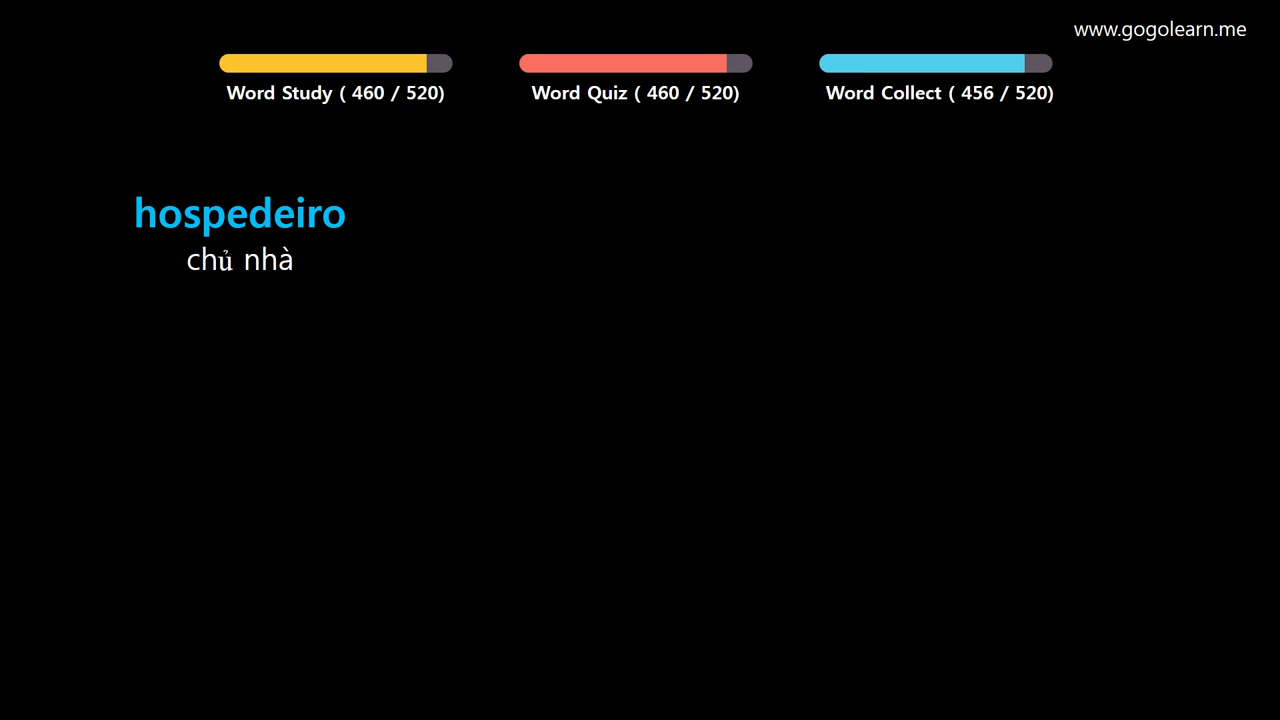 www.gogolearn.me
Word Study ( 460 / 520)
Word Quiz ( 460 / 520)
Word Collect ( 456 / 520)
hospedeiro
chủ nhà